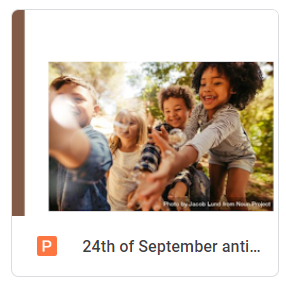 Photo by Jacob Lund from Noun Project
P
24th of September anti...